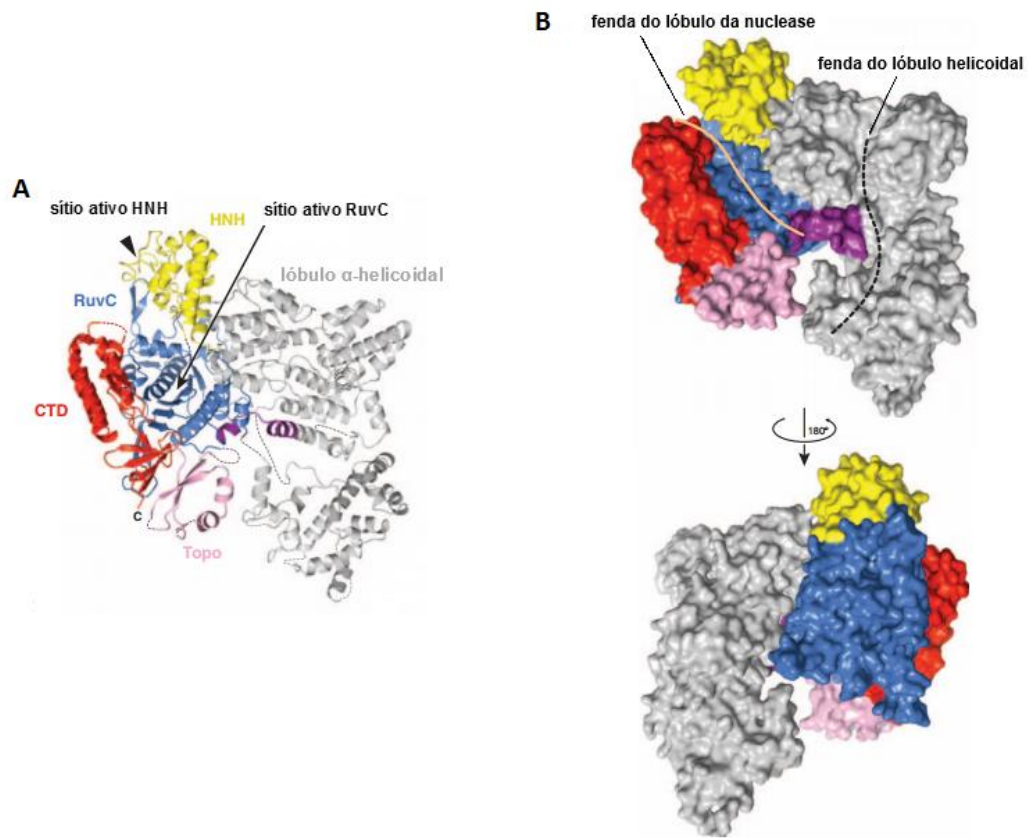 A
sítio ativo HNH
HNH
sítio ativo RuvC
lóbulo α-helicoidal
RuvC
CTD
C
Topo
B
fenda do lóbulo da nuclease
fenda do lóbulo helicoidal
180°